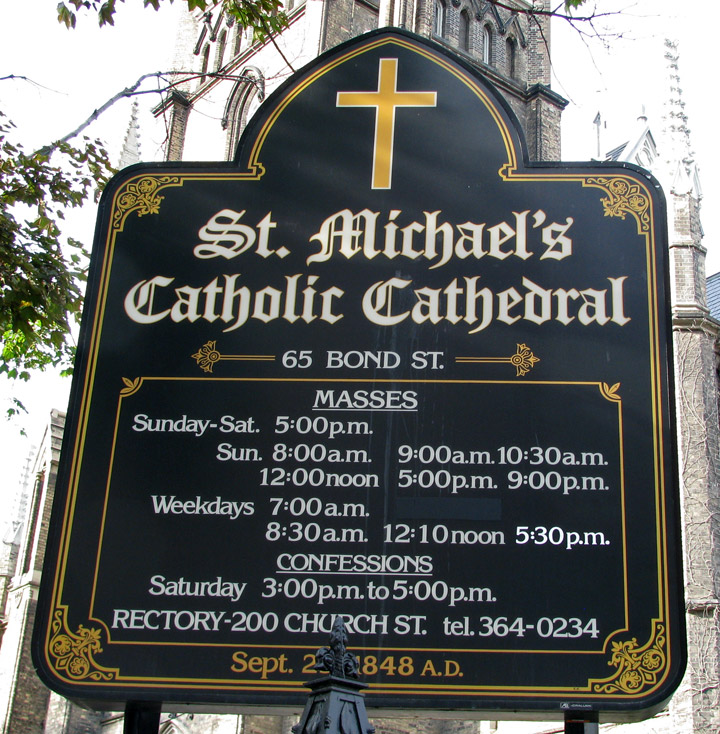 St. Michael's
Catholic Cathedral
65 BOND ST.
MASSES
Sunday-Sat. 5:00p.m.
Sun. 8:00a.m. 9:00a.m. 10:30a.m.
12:00noon 5:00p.m. 9:00p.m.
Weekdays 7:00a.m.
8:30a.m. 12:10noon 5:30p.m.
CONFESSIONS
Saturday 3:00p.m. to 5:00p.m.
RECTORY-200 CHURCH ST. tel. 364-0234
Sept. 1848 A.D.